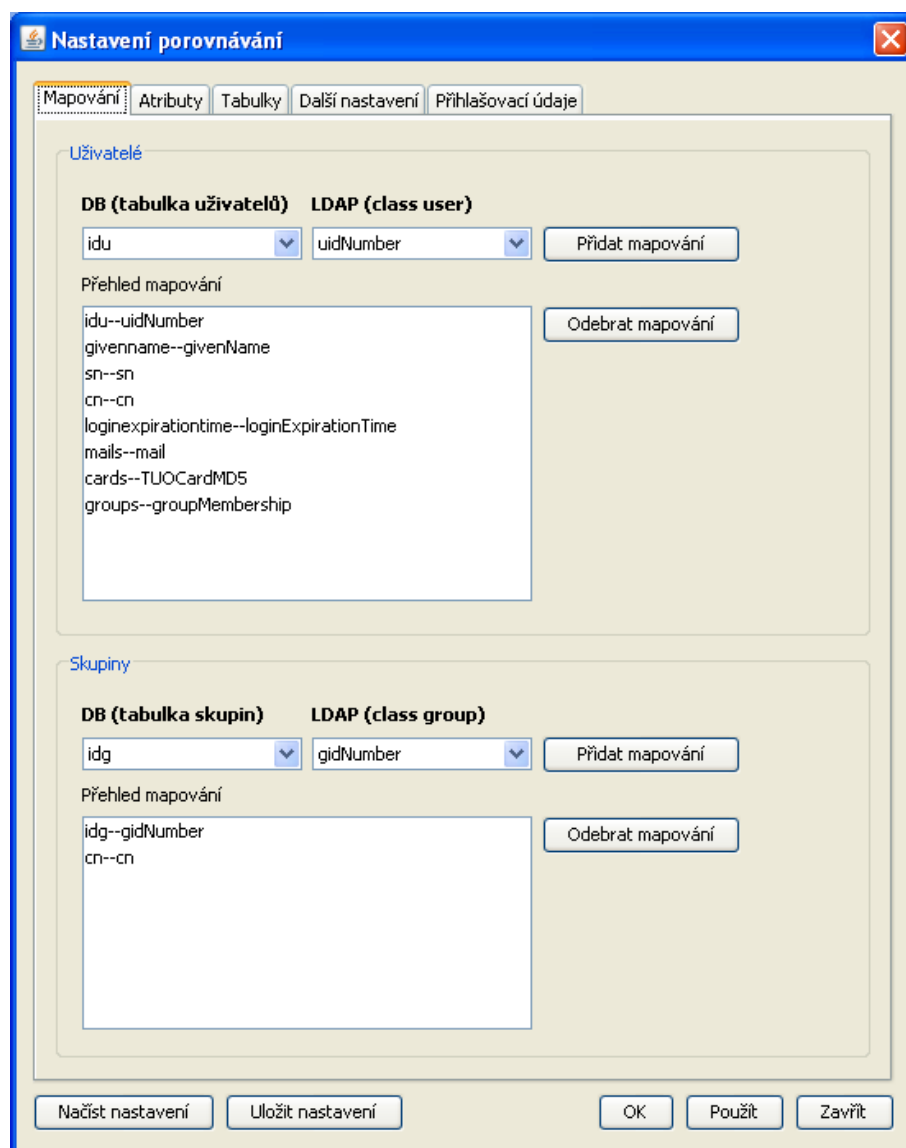 Nastavení porovnávání
Mapování Atributy Tabulky Další nastavení Přihlašovací údaje
Uživatelé
DB (tabulka uživatelů) LDAP (class user)
idu uidNumber Přidat mapování
Přehled mapování
Odebrat mapování
idu--uidNumber
givenname--givenName
sn--sn
cn--cn
loginexpirationtime--loginExpirationTime
mails--mail
cards--TUOCardMD5
groups--groupMembership
Skupiny
DB (tabulka skupin) LDAP (class group)
idg gidNumber Přidat mapování
Přehled mapování
Odebrat mapování
idg--gidNumber
cn--cn
Načíst nastavení Uložit nastavení OK Použít Zavřít